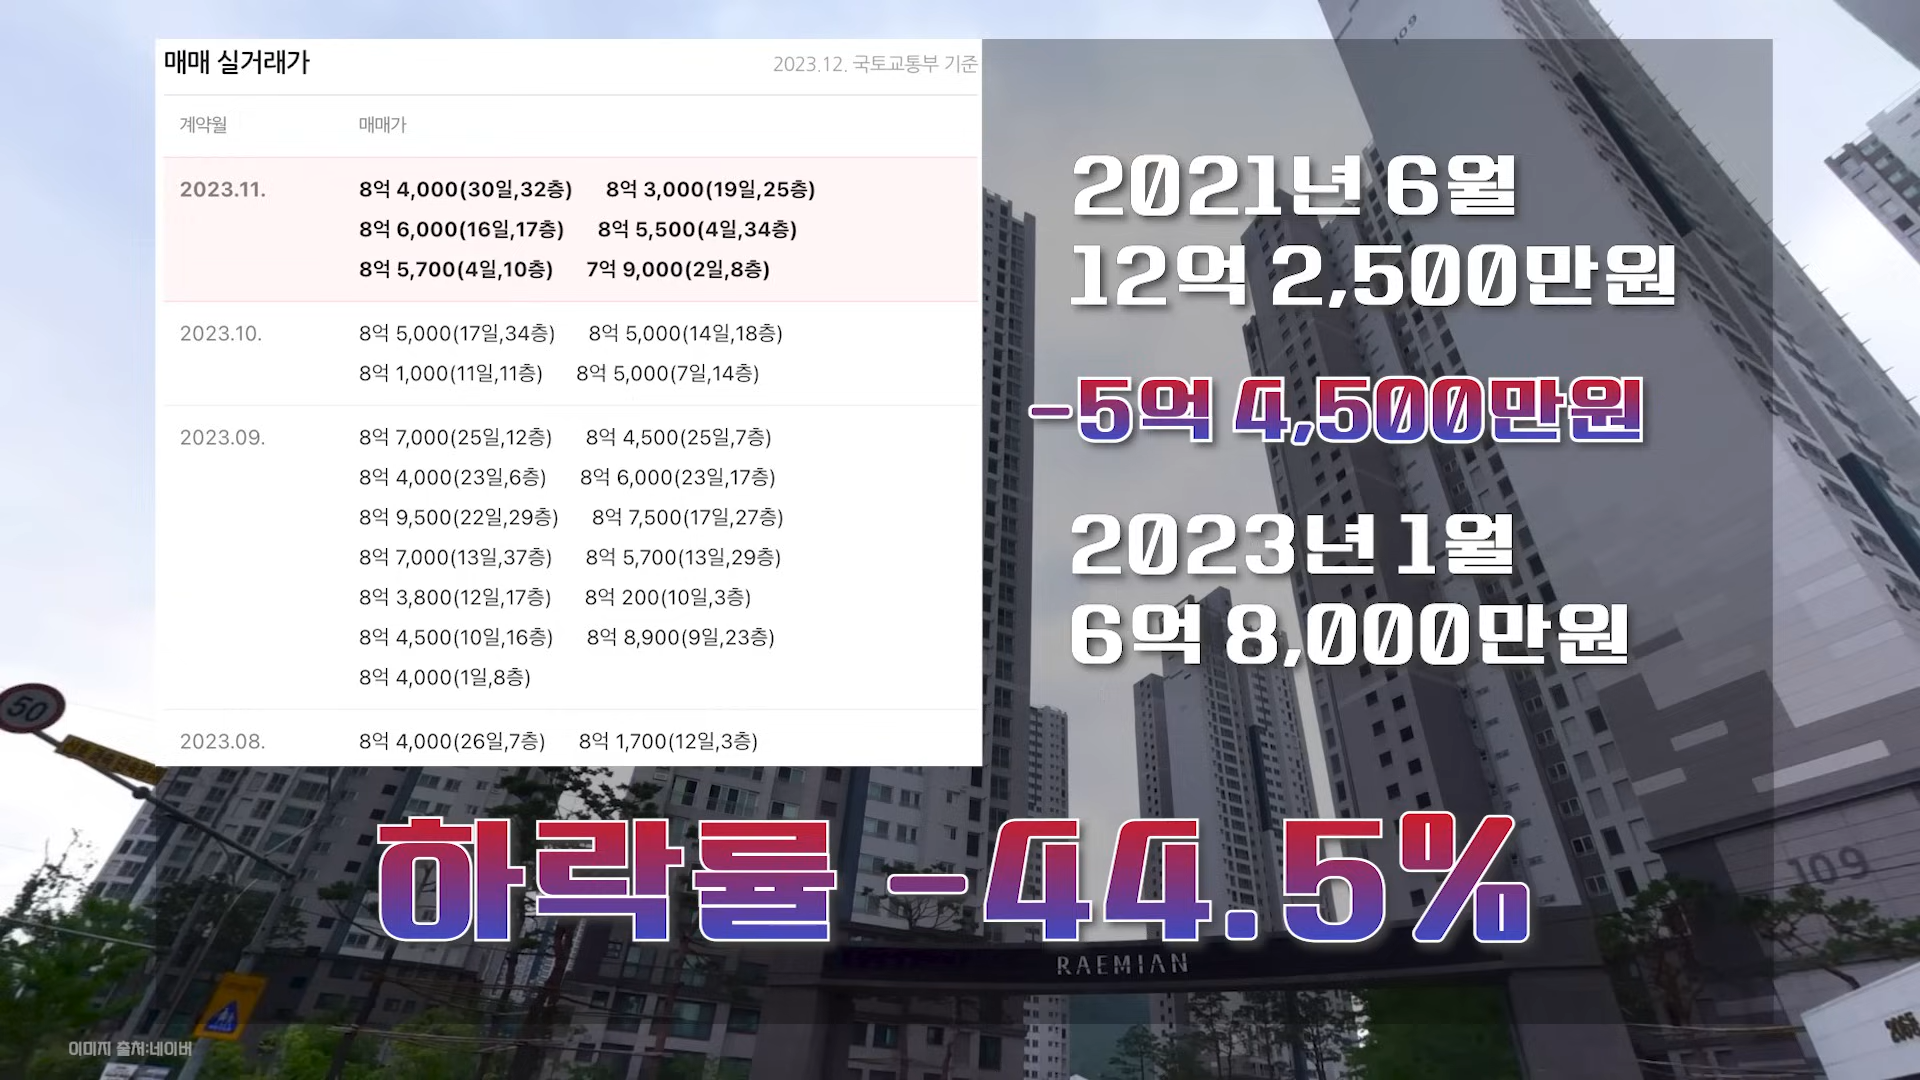 매매 실거래가
2023.12. 국토교통부 기준
계약월 매매가
2023.11. 8억 4,000(30일,32층) 8억 3,000(19일,25층)
8억 6,000(16일,17층) 8억 5,500(4일,34층)
8억 5,700(4일,10층) 7억 9,000(2일,8층)
2023.10. 8억 5,000(17일,34층) 8억 5,000(14일,18층)
8억 1,000(11일,11층) 8억 5,000(7일,14층)
2023.09. 8억 7,000(25일,12층) 8억 4,500(25일,7층)
8억 4,000(23일,6층) 8억 6,000(23일,17층)
8억 9,500(22일,29층) 8억 7,500(17일,27층)
8억 7,000(13일,37층) 8억 5,700(13일,29층)
8억 3,800(12일,17층) 8억 200(10일,3층)
8억 4,500(10일,16층) 8억 8,900(9일,23층)
8억 4,000(1일,8층)
2023.08. 8억 4,000(26일,7층) 8억 1,700(12일,3층)
109
2021년 6월
12억 2,500만원
-5억 4,500만원
2023년 1월
6억 8,000만원
50
하락률 -44.5%
109
RAEMIAN
이미지 출처:네이버